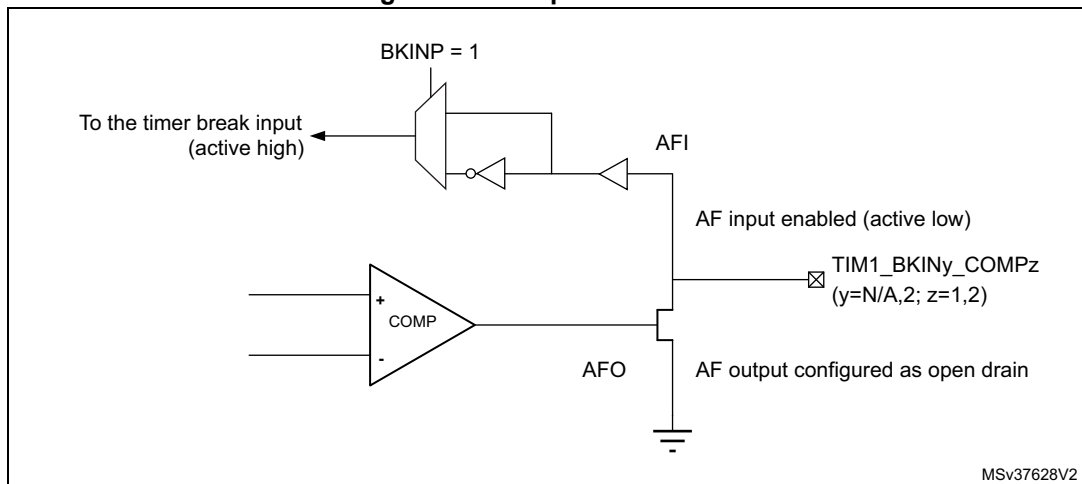 BKINP = 1
To the timer break input
(active high)
AFI
AF input enabled (active low)
TIM1_BKINy_COMPz
(y=N/A,2; z=1,2)
+
COMP
-
AFO
AF output configured as open drain
MSv37628V2